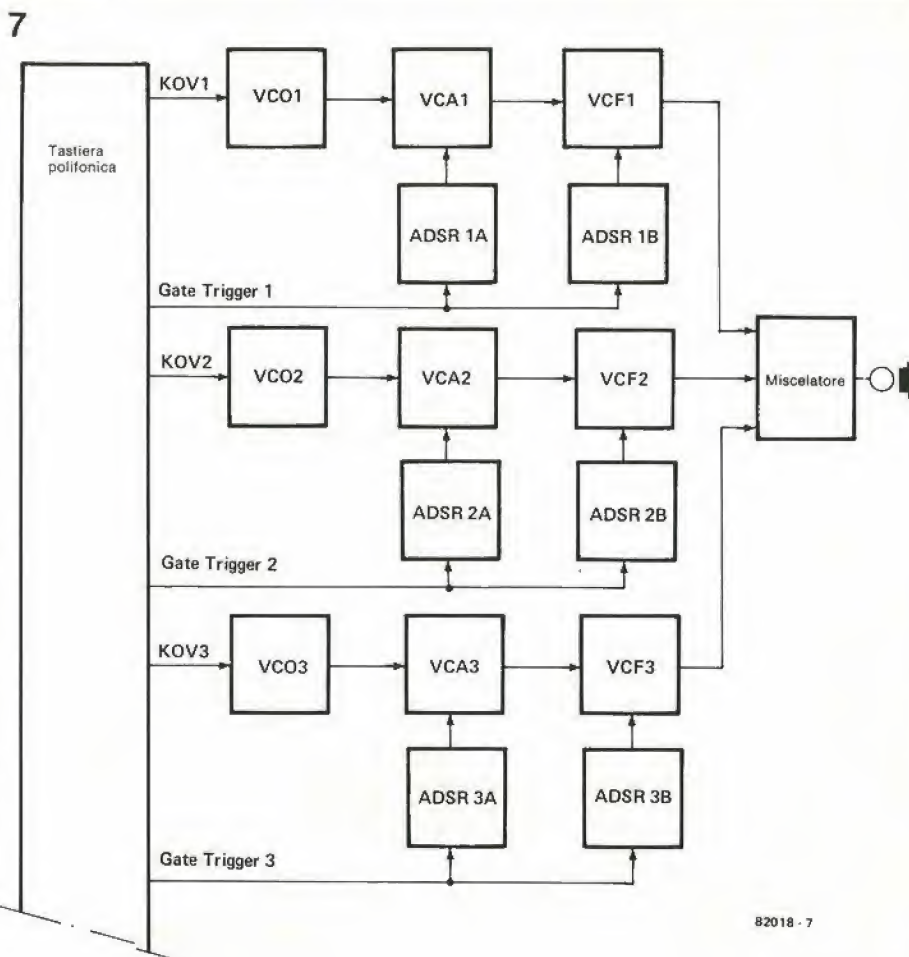 7
KOV1
VCO1
VCA1
VCF1
Tastiera
polifonica
ADSR 1A
ADSR 1B
Gate Trigger 1
KOV2
VCO2
VCA2
VCF2
Miscelatore
ADSR 2A
ADSR 2B
Gate Trigger 2
KOV3
VCO3
VCA3
VCF3
ADSR 3A
ADSR 3B
Gate Trigger 3
82018 - 7